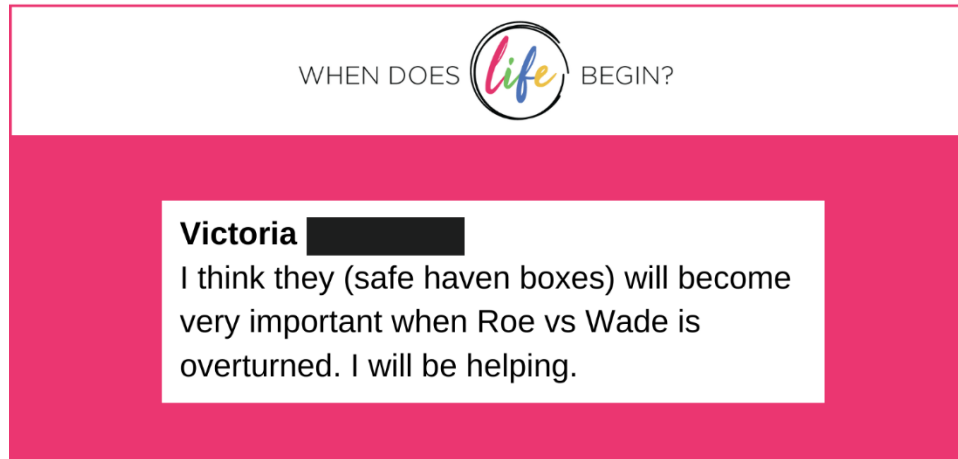 WHEN DOES life BEGIN?
Victoria
I think they (safe haven boxes) will become
very important when Roe vs Wade is
overturned. I will be helping.